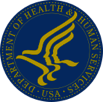 DEPARTMENT OF HEALTH & HUMAN SERVICES
· USA ·